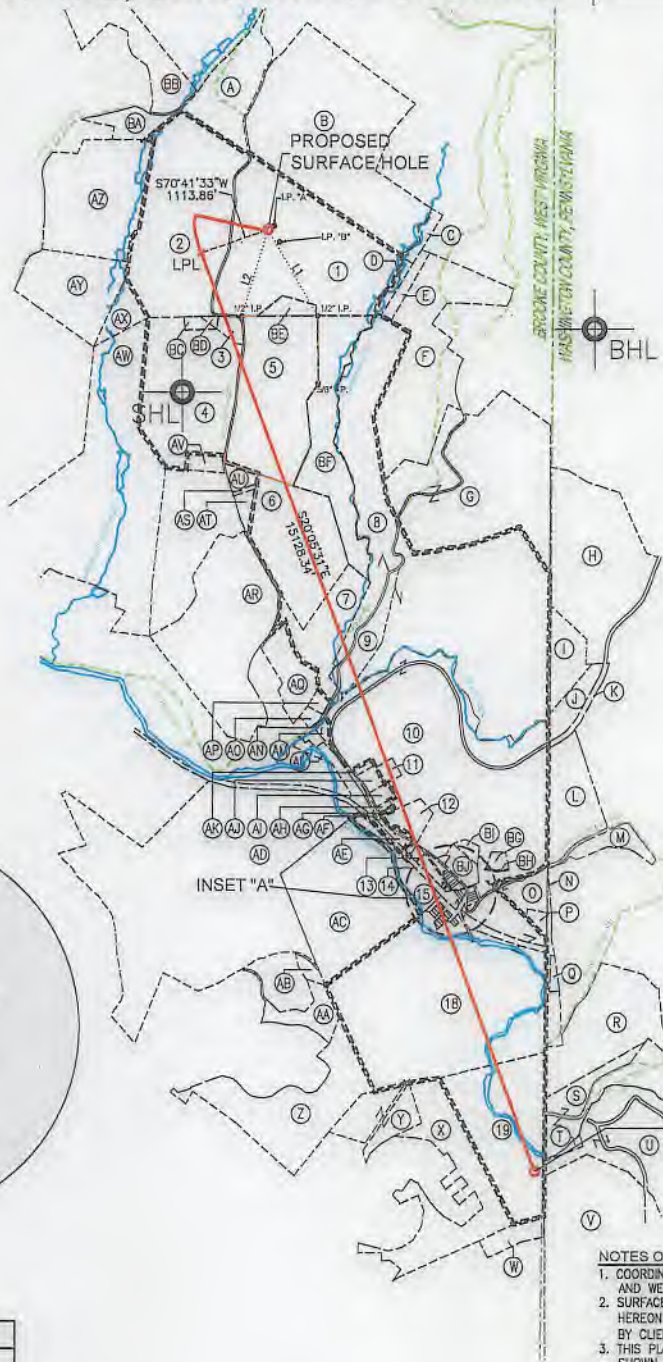 BB
A
BA
B
PROPOSED
SURFACE HOLE
S70°41'33"W
1113.86'
L.P. "A"
AZ
L.P. "B"
C
2
D
LPL
1
E
L2
L1
AY
1/2" I.P.
1/2" I.P.
BE
AX
BC
BD
3
F
AW
5
5/8" I.P.
SHL
4
BROOKE COUNTY, WEST VIRGINIA
WASHINGTON COUNTY, PENNSYLVANIA
BHL
AV
AU
BF
G
AS
AT
6
8
S20°05'31"E
15128.34'
H
7
AR
9
I
AQ
J
K
AP
AO
AN
AM
AL
10
11
L
AK
AJ
AI
AH
AG
AF
12
AD
AE
BI
BG
M
BJ
BH
INSET "A"
13
14
15
O
N
P
AC
Q
AB
AA
18
R
Z
S
Y
X
19
T
U
V
W
NOTES O
1. COORDIN
AND WE
2. SURFACE
HEREON
BY CLIE
3. THIS PL